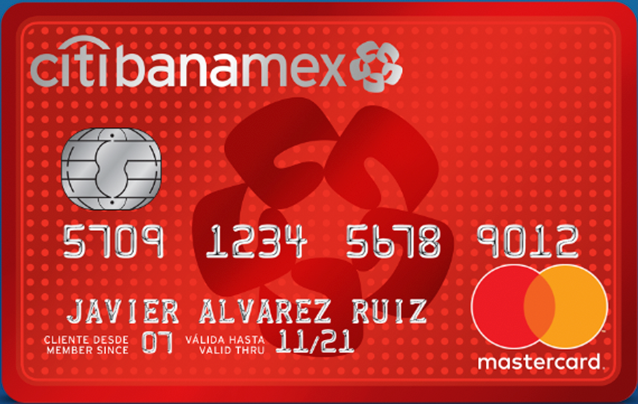 citibanamex
5709 1234 5678 9012
JAVIER ALVAREZ RUIZ
CLIENTE DESDE MEMBER SINCE 07 VÁLIDA HASTA VALID THRU 11/21
mastercard.